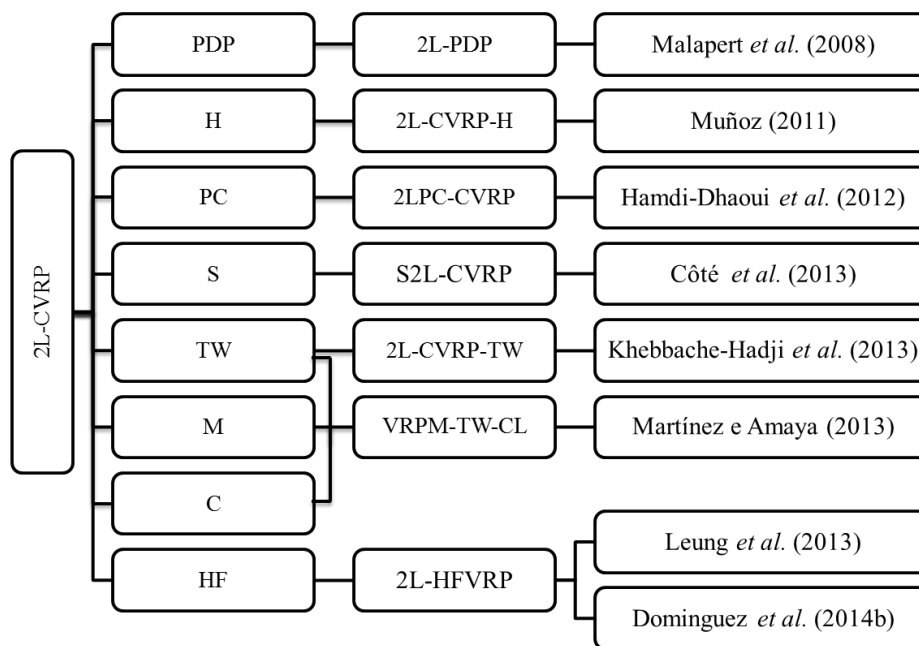 2L-CVRP
PDP
2L-PDP
Malapert et al. (2008)
H
2L-CVRP-H
Muñoz (2011)
PC
2LPC-CVRP
Hamdi-Dhaoui et al. (2012)
S
S2L-CVRP
Côté et al. (2013)
TW
2L-CVRP-TW
Khebbache-Hadji et al. (2013)
M
VRPM-TW-CL
Martínez e Amaya (2013)
C
HF
2L-HFVRP
Leung et al. (2013)
Dominguez et al. (2014b)